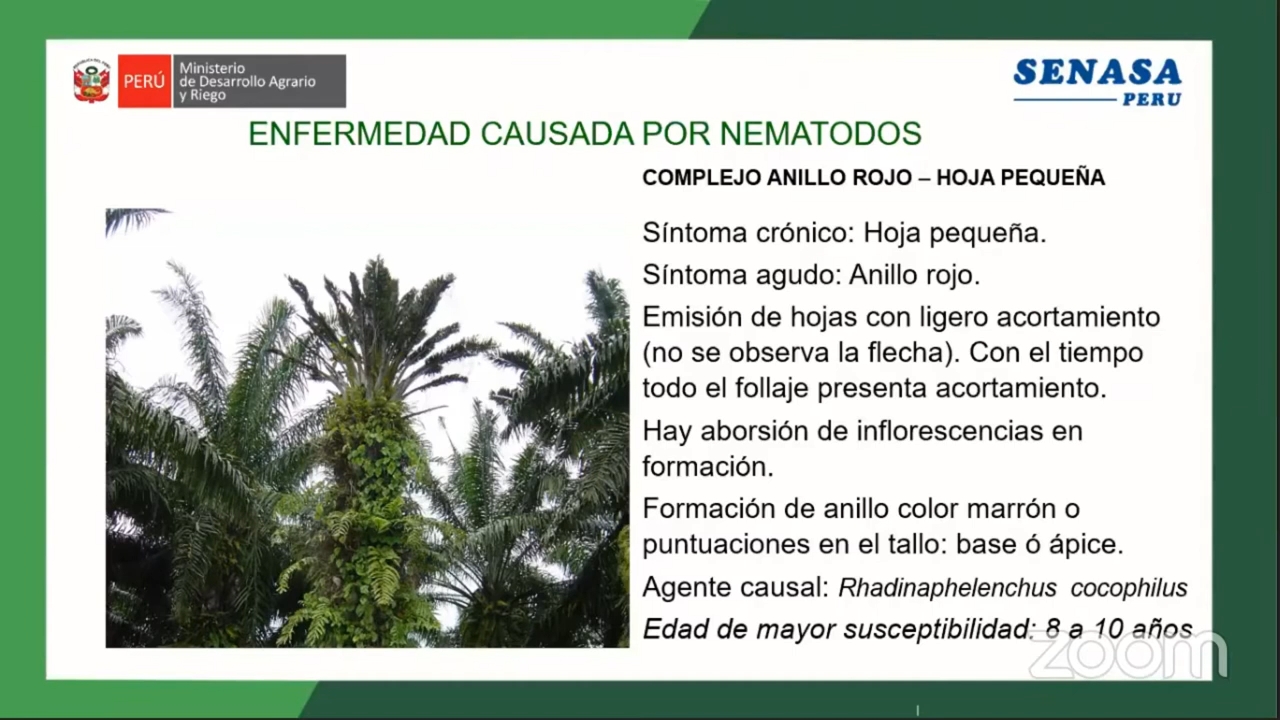 PERÚ
Ministerio
de Desarrollo Agrario
y Riego
SENASA
PERU
ENFERMEDAD CAUSADA POR NEMATODOS
COMPLEJO ANILLO ROJO – HOJA PEQUEÑA
Síntoma crónico: Hoja pequeña.
Síntoma agudo: Anillo rojo.
Emisión de hojas con ligero acortamiento
(no se observa la flecha). Con el tiempo
todo el follaje presenta acortamiento.
Hay aborsión de inflorescencias en
formación.
Formación de anillo color marrón o
puntuaciones en el tallo: base ó ápice.
Agente causal: Rhadinaphelenchus cocophilus
Edad de mayor susceptibilidad: 8 a 10 años
zoom